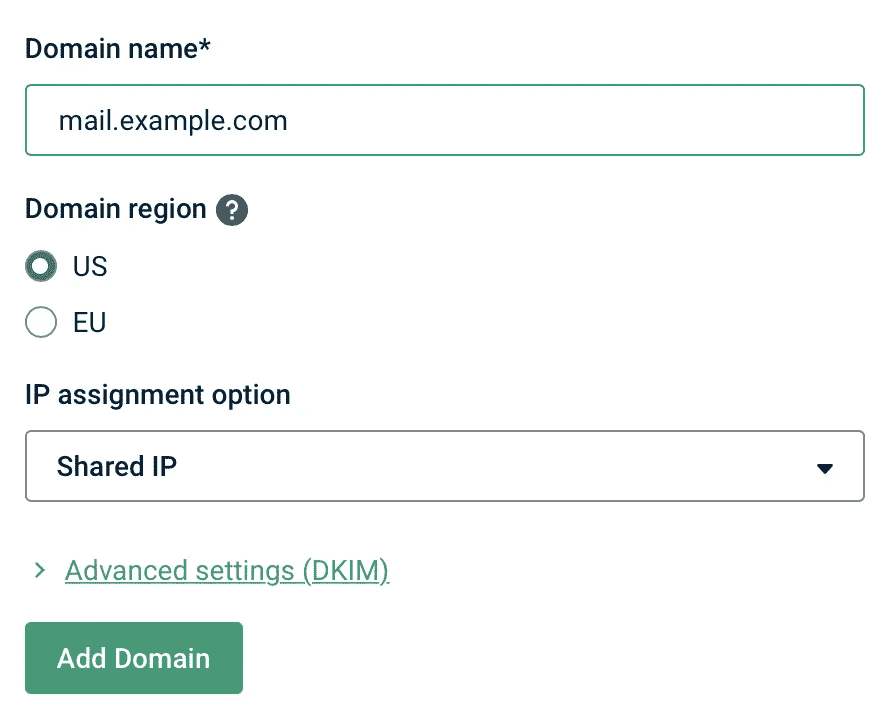 Domain name*
mail.example.com
Domain region ?
US
EU
IP assignment option
Shared IP
Advanced settings (DKIM)
Add Domain